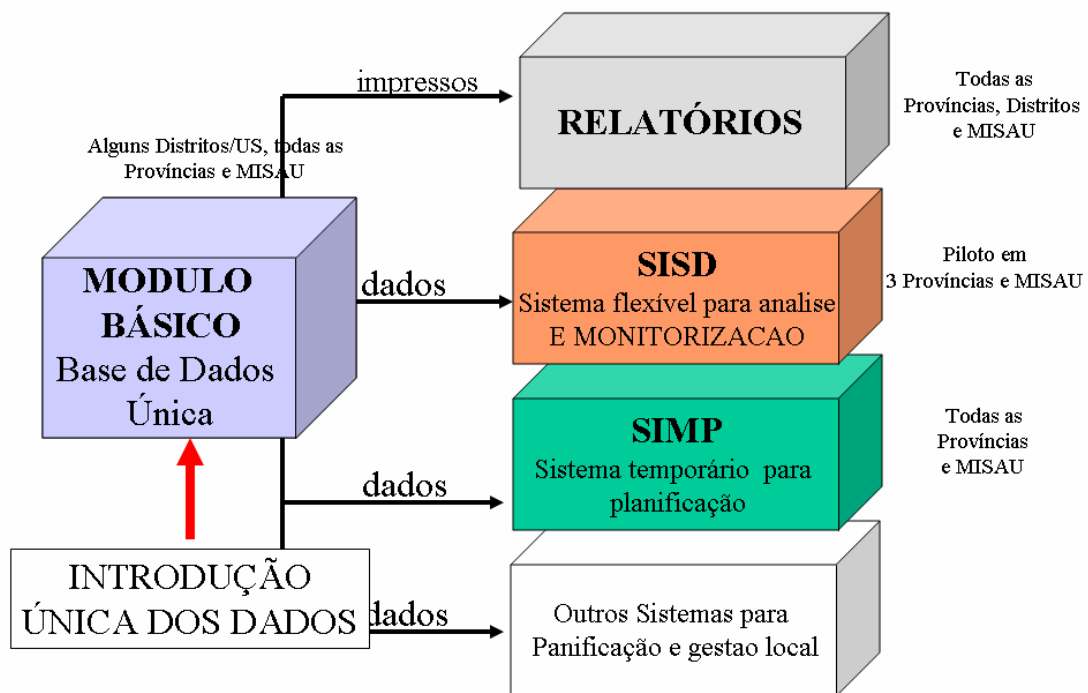 impressos
RELATÓRIOS
Todas as
Províncias, Distritos
e MISAU
Alguns Distritos/US, todas as
Províncias e MISAU
MODULO
BÁSICO
Base de Dados
Única
dados
SISD
Sistema flexível para analise
E MONITORIZACAO
Piloto em
3 Províncias e MISAU
dados
SIMP
Sistema temporário para
planificação
Todas as
Províncias
e MISAU
INTRODUÇÃO
ÚNICA DOS DADOS
dados
Outros Sistemas para
Panificação e gestao local